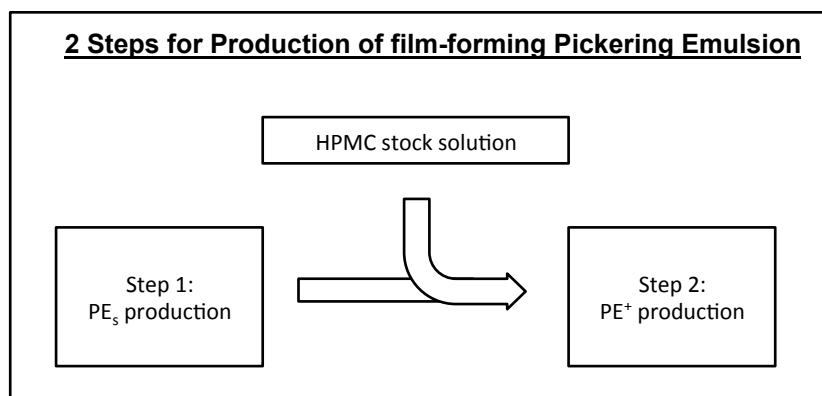 2 Steps for Production of film-forming Pickering Emulsion
HPMC stock solution
Step 1:
PEₛ production
Step 2:
PE⁺ production